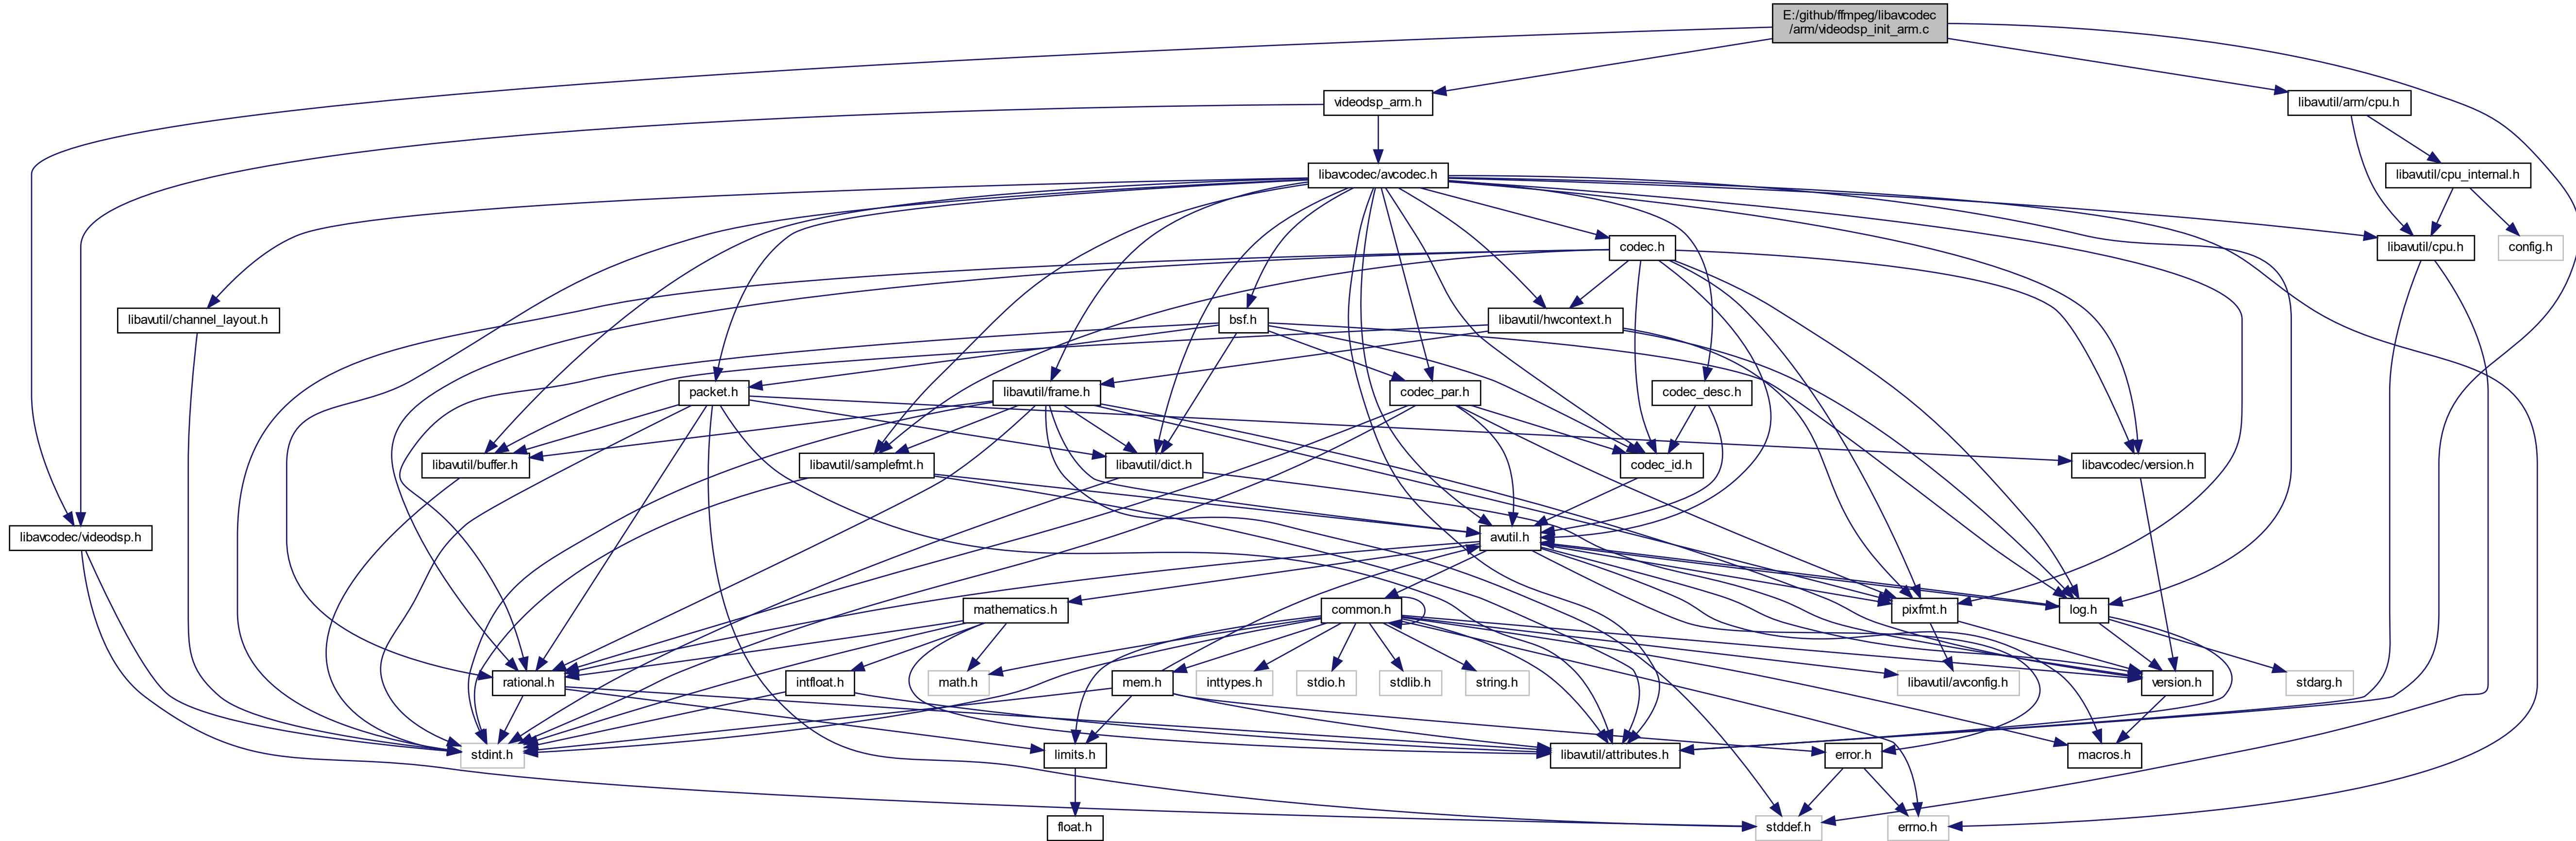 E:/github/ffmpeg/libavcodec
/arm/videodsp_init_arm.c
videodsp_arm.h
libavutil/arm/cpu.h
libavcodec/avcodec.h
libavutil/cpu_internal.h
codec.h
libavutil/cpu.h
config.h
libavutil/channel_layout.h
bsf.h
libavutil/hwcontext.h
packet.h
libavutil/frame.h
codec_par.h
codec_desc.h
libavutil/buffer.h
libavutil/samplefmt.h
libavutil/dict.h
codec_id.h
libavcodec/version.h
libavcodec/videodsp.h
avutil.h
mathematics.h
common.h
pixfmt.h
log.h
rational.h
intfloat.h
math.h
mem.h
inttypes.h
stdio.h
stdlib.h
string.h
libavutil/avconfig.h
version.h
stdarg.h
stdint.h
limits.h
libavutil/attributes.h
error.h
macros.h
float.h
stddef.h
errno.h